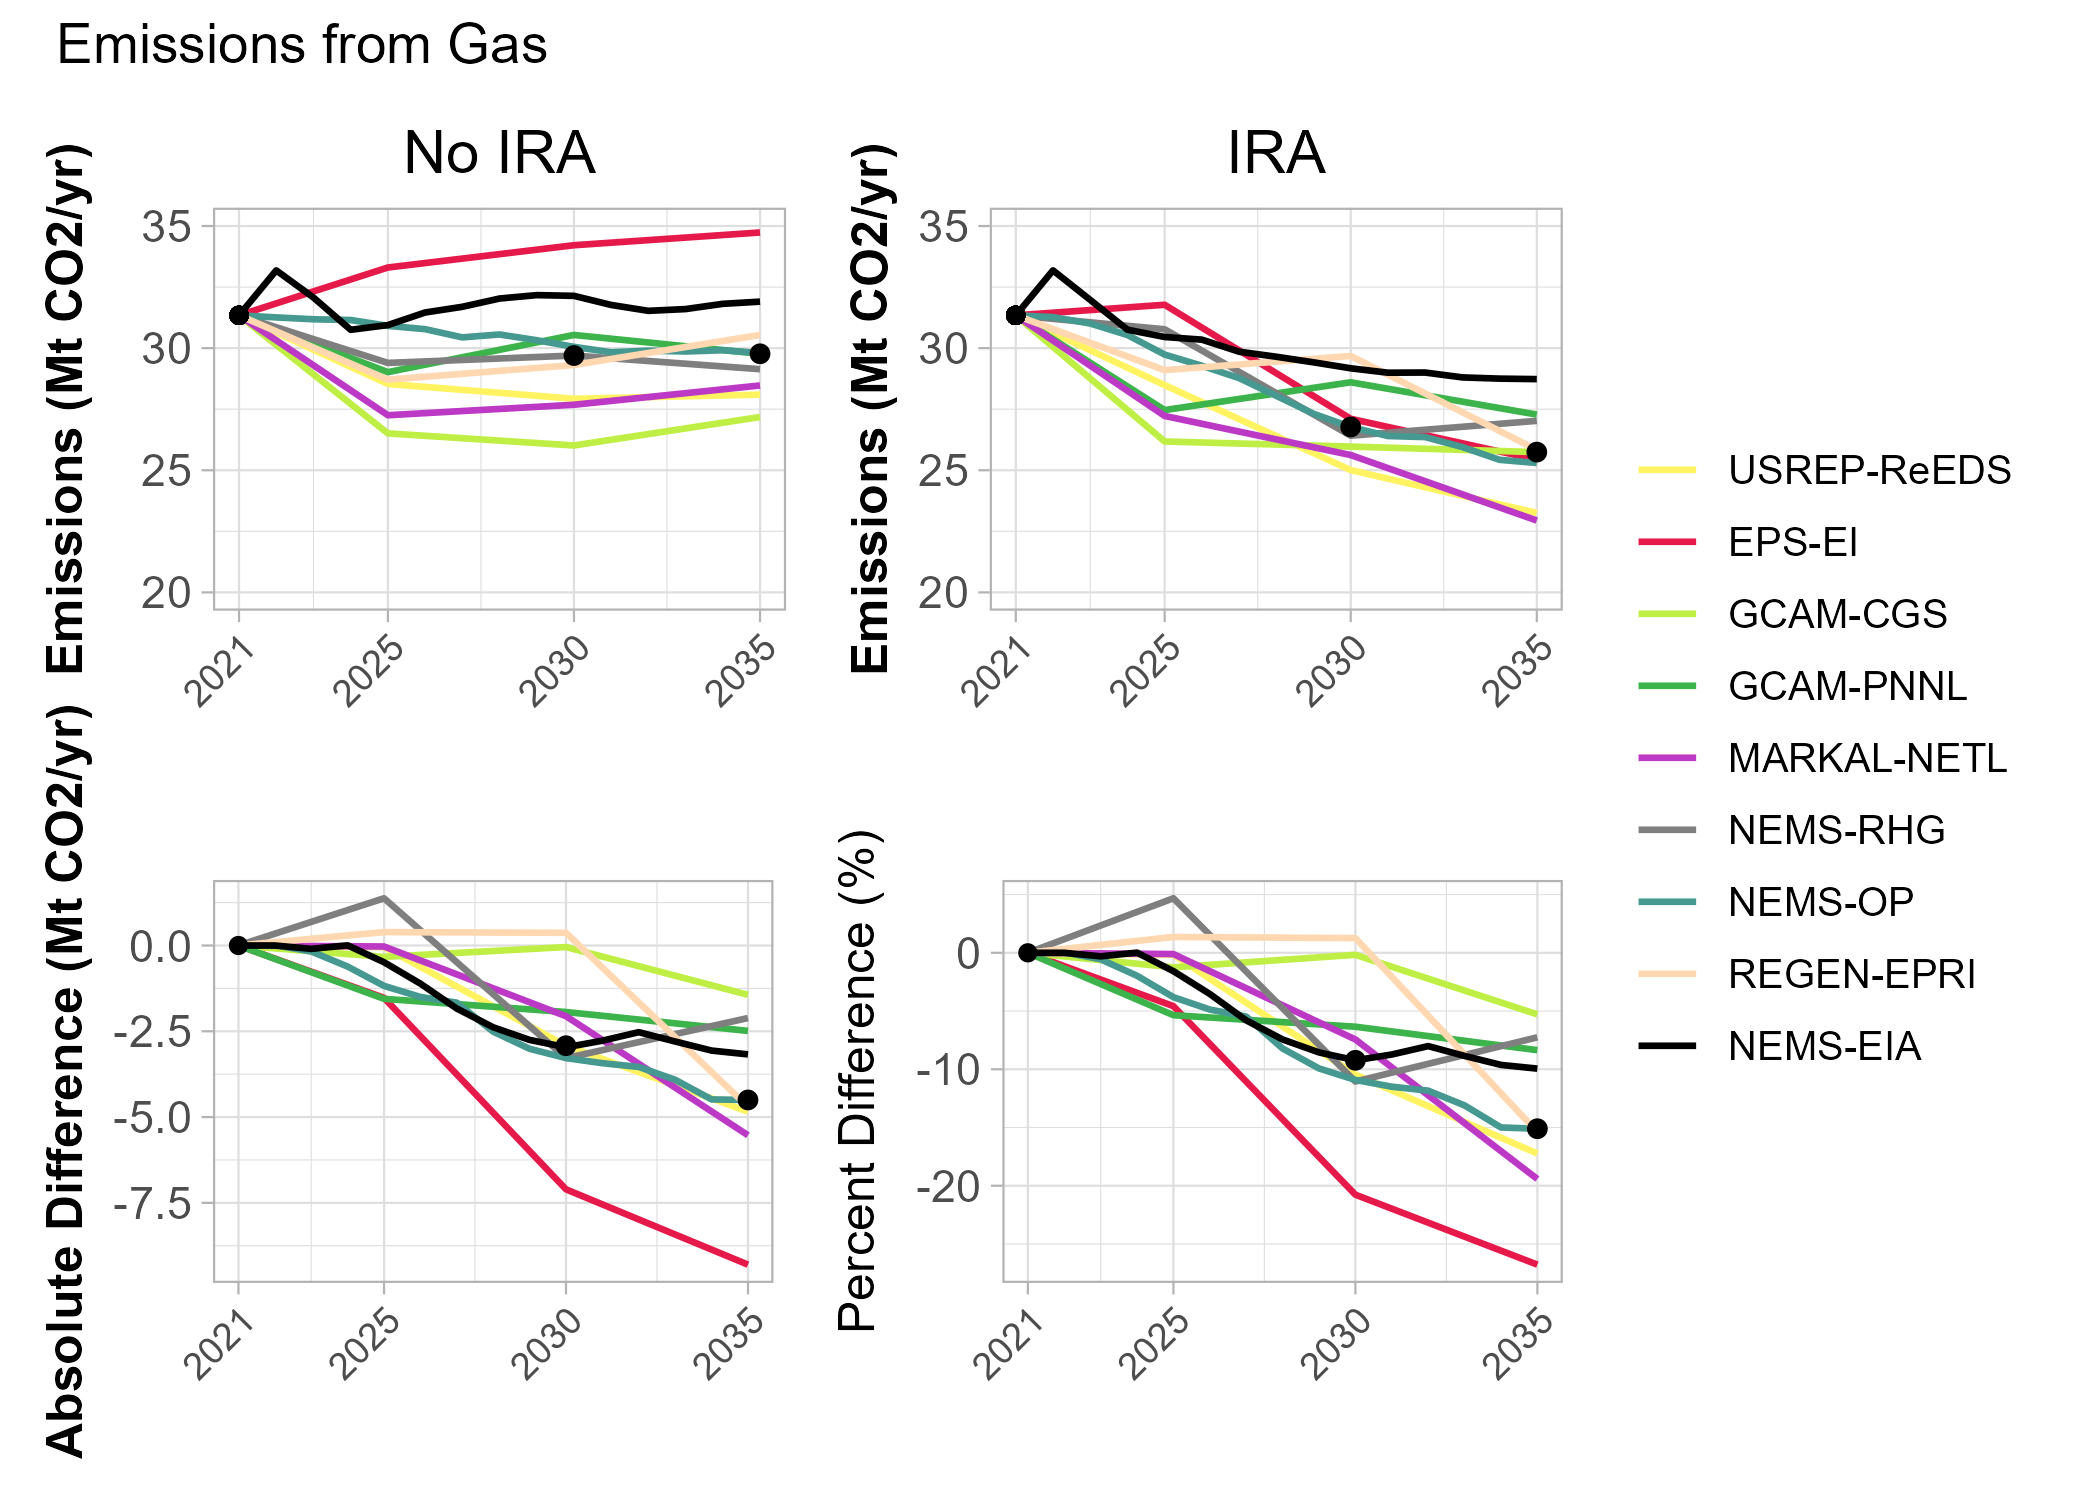 Emissions from Gas
No IRA
Emissions (Mt CO2/yr)
35
30
25
20
2021
2025
2030
2035
IRA
Emissions (Mt CO2/yr)
35
30
25
20
2021
2025
2030
2035
Absolute Difference (Mt CO2/yr)
0.0
-2.5
-5.0
-7.5
2021
2025
2030
2035
Percent Difference (%)
0
-10
-20
2021
2025
2030
2035
USREP-ReEDS
EPS-EI
GCAM-CGS
GCAM-PNNL
MARKAL-NETL
NEMS-RHG
NEMS-OP
REGEN-EPRI
NEMS-EIA